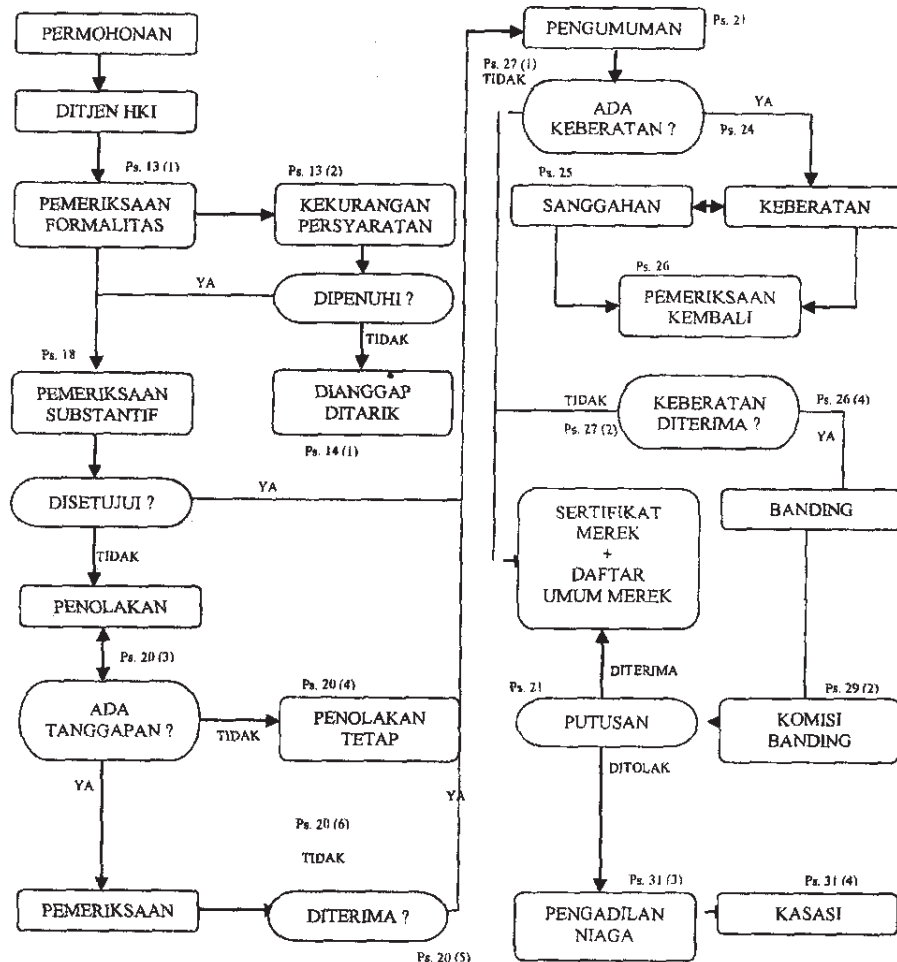 PERMOHONAN
DITJEN HKI
Ps. 13 (1)
PEMERIKSAAN
FORMALITAS
Ps. 13 (2)
KEKURANGAN
PERSYARATAN
YA
DIPENUHI ?
TIDAK
DIANGGAP
DITARIK
Ps. 14 (1)
Ps. 18
PEMERIKSAAN
SUBSTANTIF
DISETUJUI ?
YA
TIDAK
PENOLAKAN
Ps. 20 (3)
ADA
TANGGAPAN ?
TIDAK
Ps. 20 (4)
PENOLAKAN
TETAP
YA
YA
Ps. 20 (6)
TIDAK
PEMERIKSAAN
DITERIMA ?
Ps. 20 (5)
PENGUMUMAN
Ps. 21
Ps. 27 (1)
TIDAK
ADA
KEBERATAN ?
YA
Ps. 24
Ps. 25
SANGGAHAN
KEBERATAN
Ps. 26
PEMERIKSAAN
KEMBALI
TIDAK
Ps. 27 (2)
KEBERATAN
DITERIMA ?
Ps. 26 (4)
YA
BANDING
SERTIFIKAT
MEREK
+
DAFTAR
UMUM MEREK
DITERIMA
Ps. 21
PUTUSAN
Ps. 29 (2)
KOMISI
BANDING
DITOLAK
Ps. 31 (3)
PENGADILAN
NIAGA
Ps. 31 (4)
KASASI